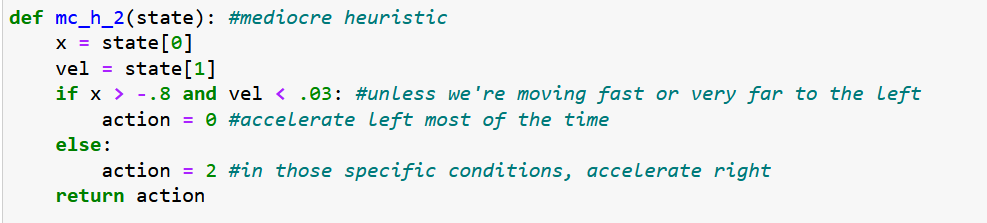 def mc_h_2(state): #mediocre heuristic
    x = state[0]
    vel = state[1]
    if x > -.8 and vel < .03: #unless we're moving fast or very far to the left
        action = 0 #accelerate left most of the time
    else:
        action = 2 #in those specific conditions, accelerate right
    return action